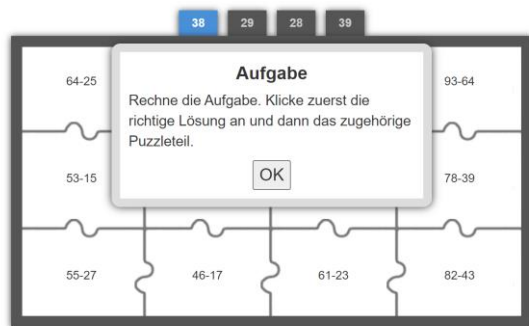 38 29 28 39
64-25 93-64
Aufgabe
Rechne die Aufgabe. Klicke zuerst die
richtige Lösung an und dann das zugehörige
Puzzleteil.
OK
53-15 78-39
55-27 46-17 61-23 82-43